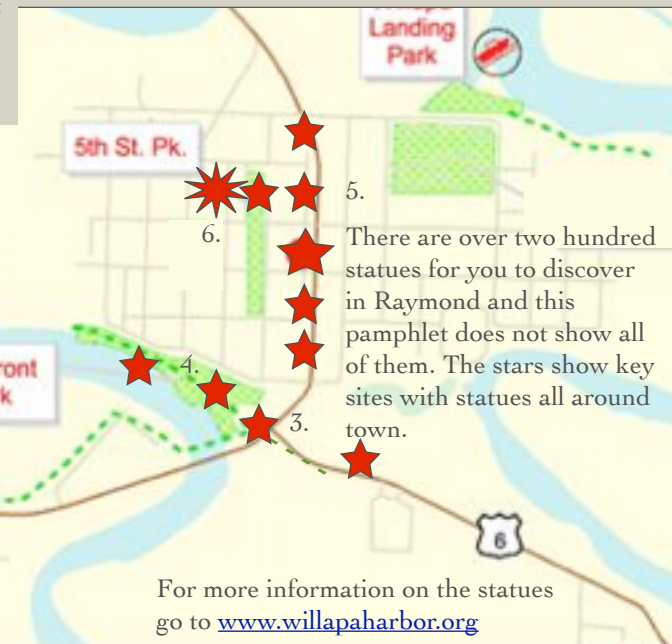 Landing
Park
5th St. Pk.
5.
6.
There are over two hundred
statues for you to discover
in Raymond and this
pamphlet does not show all
of them. The stars show key
sites with statues all around
town.
4.
3.
6
For more information on the statues
go to www.willapaharbor.org